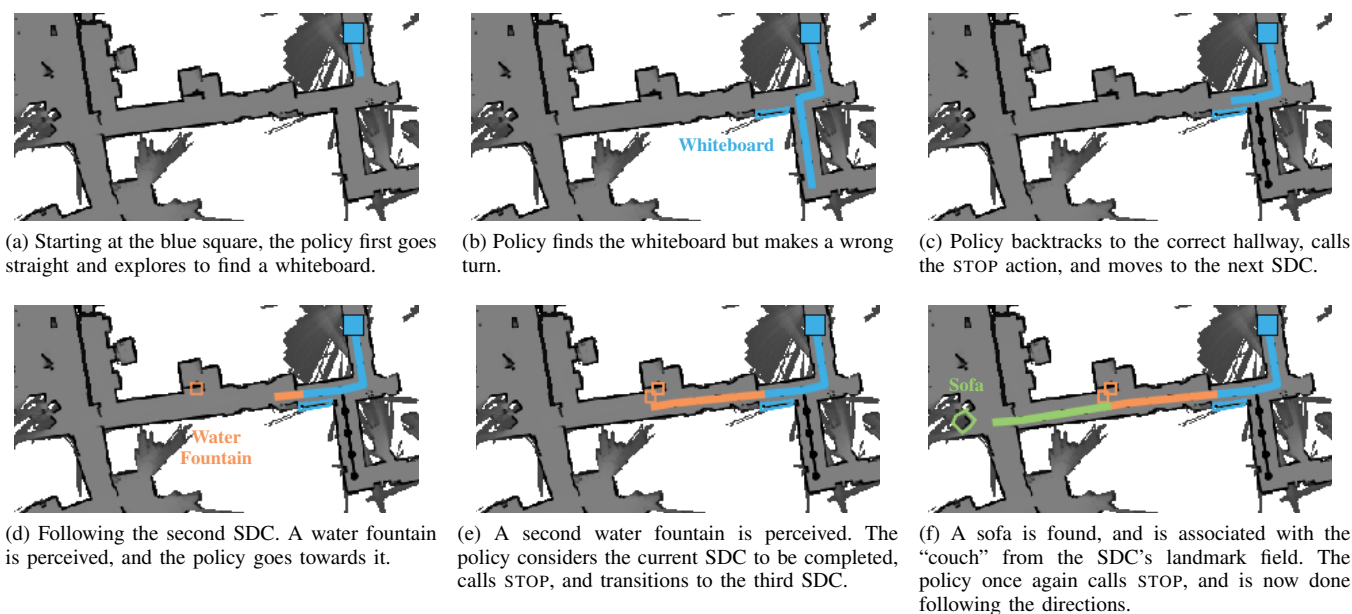 Whiteboard
(a) Starting at the blue square, the policy first goes
straight and explores to find a whiteboard.
(b) Policy finds the whiteboard but makes a wrong
turn.
(c) Policy backtracks to the correct hallway, calls
the STOP action, and moves to the next SDC.
Water
Fountain
Sofa
(d) Following the second SDC. A water fountain
is perceived, and the policy goes towards it.
(e) A second water fountain is perceived. The
policy considers the current SDC to be completed,
calls STOP, and transitions to the third SDC.
(f) A sofa is found, and is associated with the
“couch” from the SDC’s landmark field. The
policy once again calls STOP, and is now done
following the directions.